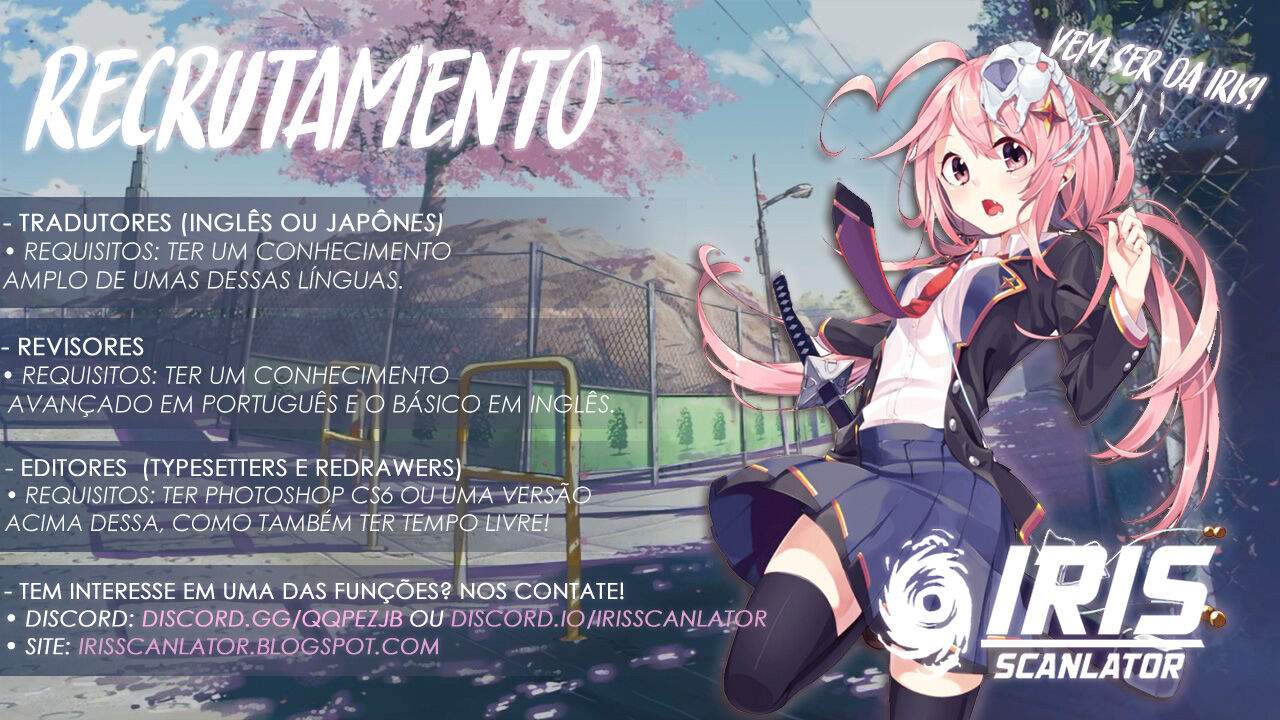 RECRUTAMENTO
VEM SER DA IRIS!
- TRADUTORES (INGLÊS OU JAPÔNES)
• REQUISITOS: TER UM CONHECIMENTO
AMPLO DE UMAS DESSAS LÍNGUAS.
- REVISORES
• REQUISITOS: TER UM CONHECIMENTO
AVANÇADO EM PORTUGUÊS E O BÁSICO EM INGLÊS.
- EDITORES (TYPESETTERS E REDRAWERS)
• REQUISITOS: TER PHOTOSHOP CS6 OU UMA VERSÃO
ACIMA DESSA, COMO TAMBÉM TER TEMPO LIVRE!
- TEM INTERESSE EM UMA DAS FUNÇÕES? NOS CONTATE!
• DISCORD: DISCORD.GG/QQPEZJB OU DISCORD.IO/IRISSCANLATOR
• SITE: IRISSCANLATOR.BLOGSPOT.COM
IRIS
SCANLATOR